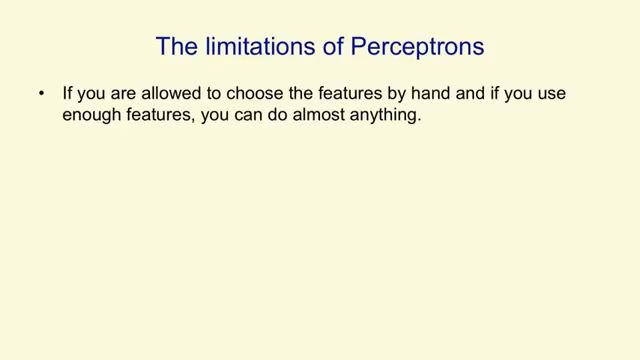 The limitations of Perceptrons
• If you are allowed to choose the features by hand and if you use
enough features, you can do almost anything.